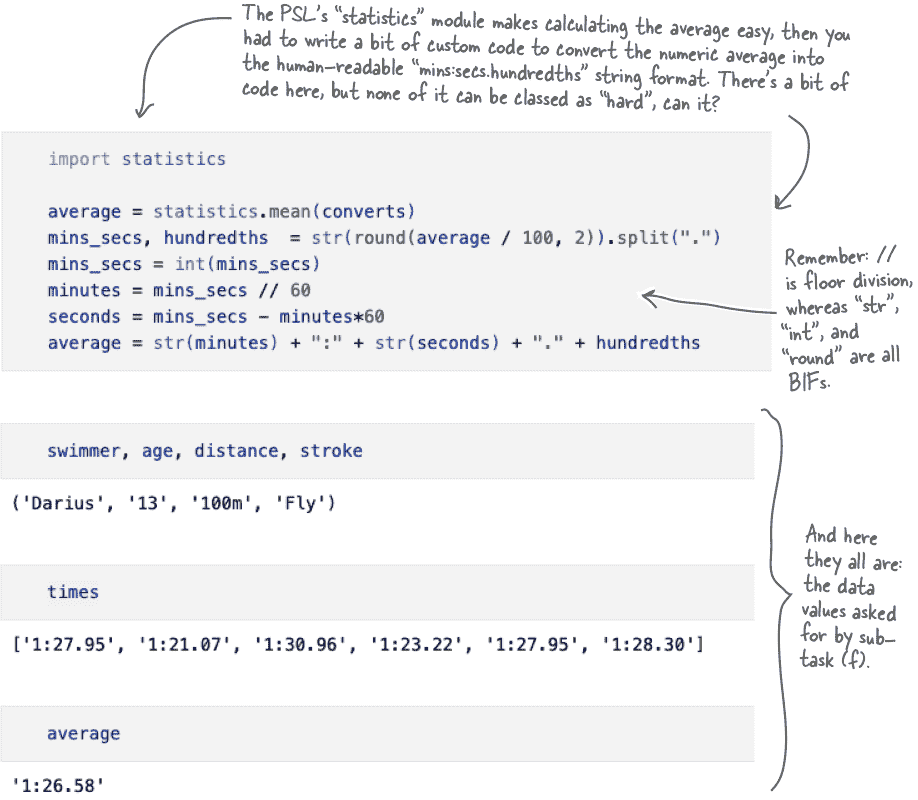 The PSL's "statistics" module makes calculating the average easy, then you
had to write a bit of custom code to convert the numeric average into
the human-readable "mins:secs.hundredths" string format. There's a bit of
code here, but none of it can be classed as "hard", can it?
import statistics
average = statistics.mean(converts)
mins_secs, hundredths  = str(round(average / 100, 2)).split(".")
mins_secs = int(mins_secs)
minutes = mins_secs // 60
seconds = mins_secs - minutes*60
average = str(minutes) + ":" + str(seconds) + "." + hundredths
Remember: //
is floor division,
whereas "str",
"int", and
"round" are all
BIFs.
swimmer, age, distance, stroke
('Darius', '13', '100m', 'Fly')
times
['1:27.95', '1:21.07', '1:30.96', '1:23.22', '1:27.95', '1:28.30']
average
'1:26.58'
And here
they all are:
the data
values asked
for by sub-
task (f).